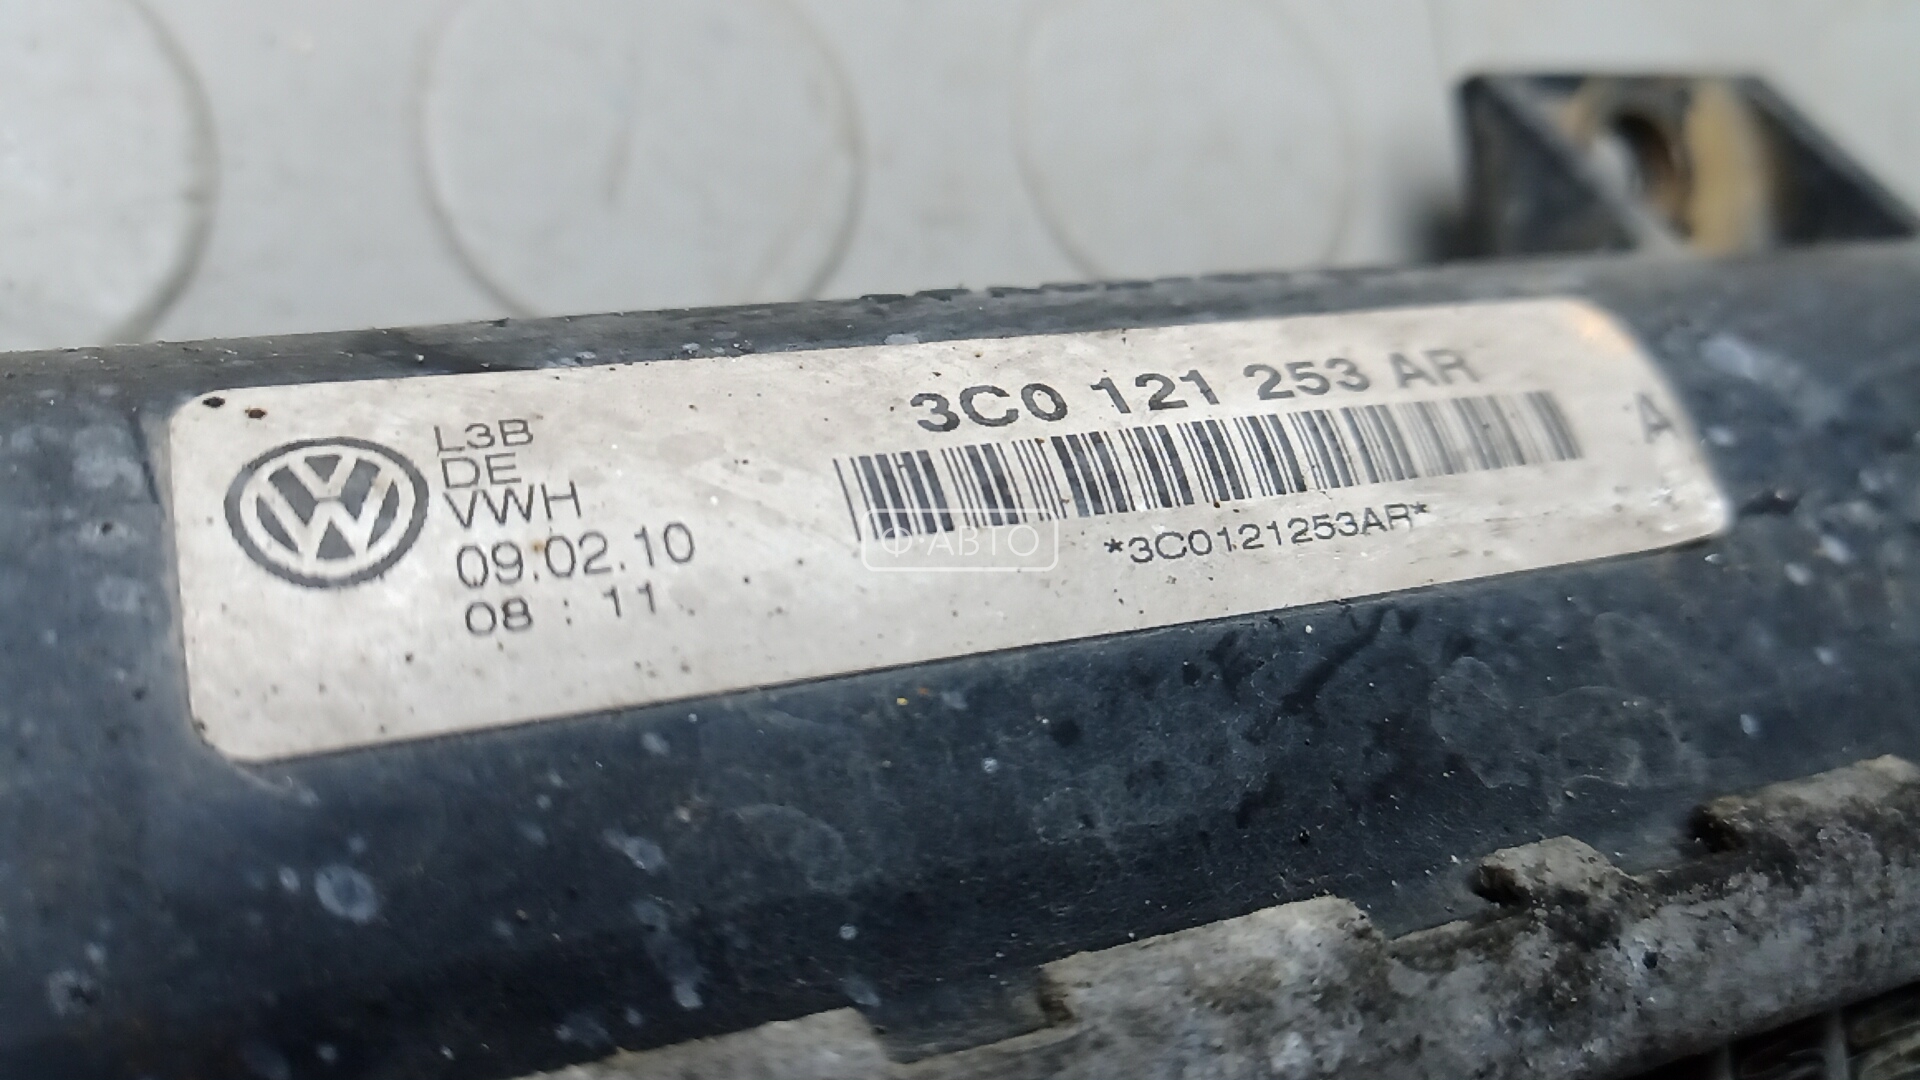 L3B
DE
VWH
09.02.10
08 : 11
3C0 121 253 AR
A
*3C0121253AR*
Ф·АВТО